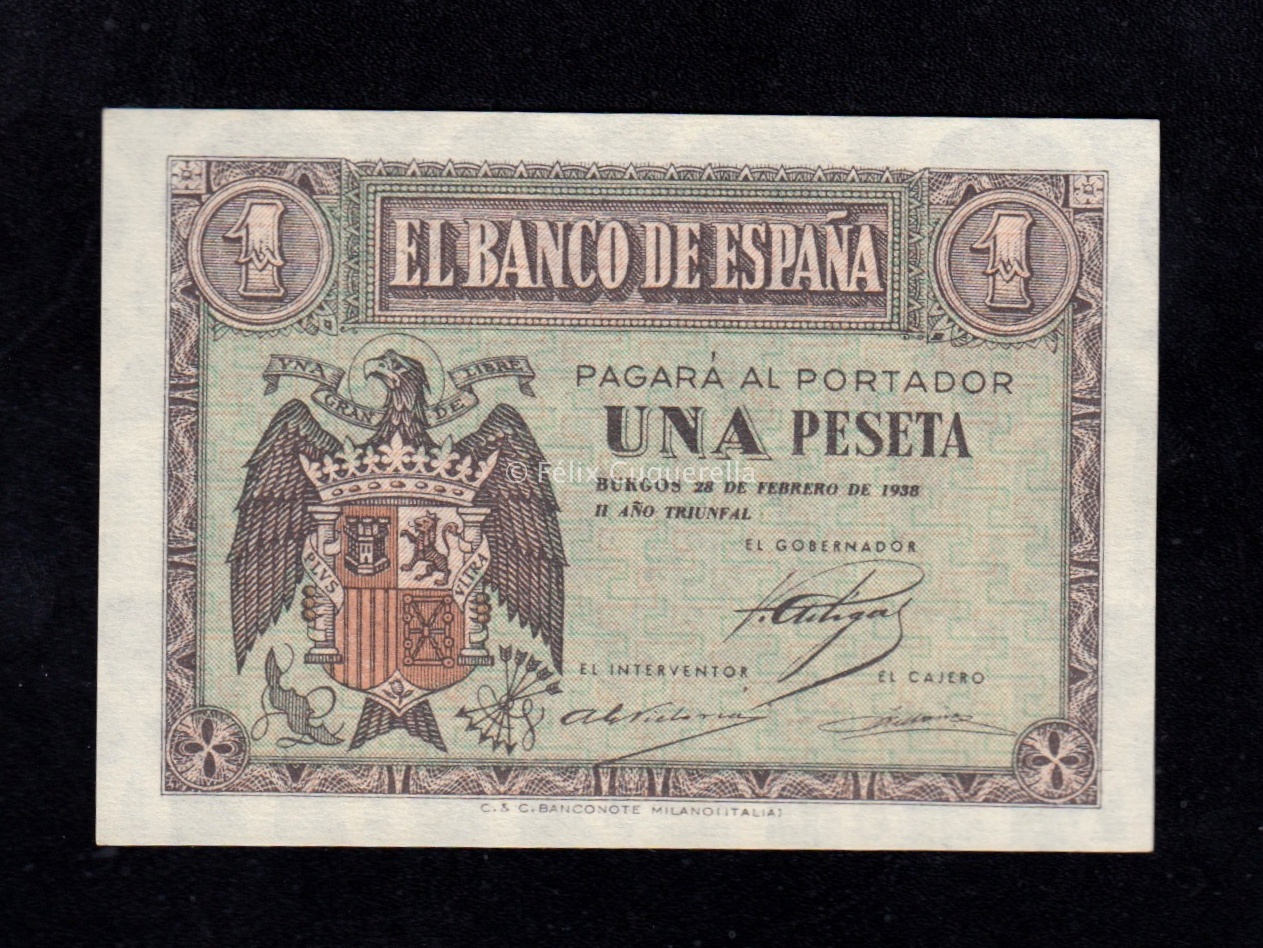 1
EL BANCO DE ESPAÑA
1
VNA GRANDE LIBRE
PAGARÁ AL PORTADOR
UNA PESETA
© Félix Cuquerella
BURGOS 28 DE FEBRERO DE 1938
II AÑO TRIUNFAL
PLVS VLTRA
EL GOBERNADOR
EL INTERVENTOR
EL CAJERO
C. & C. BANCONOTE MILANO (ITALIA)